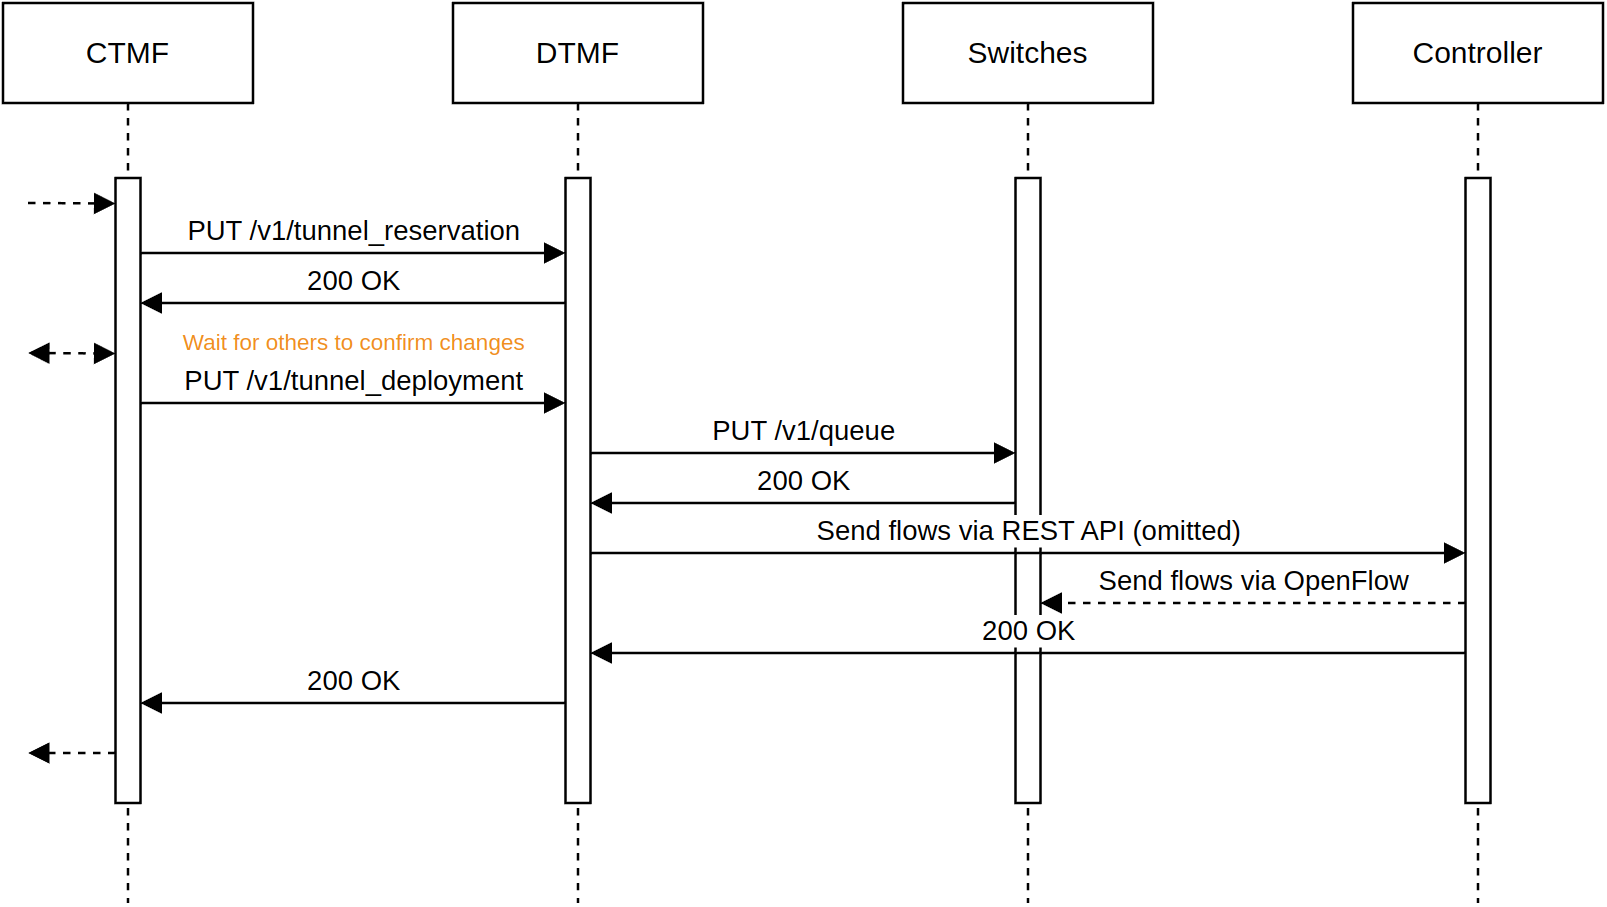 CTMF
DTMF
Switches
Controller
PUT /v1/tunnel_reservation
200 OK
Wait for others to confirm changes
PUT /v1/tunnel_deployment
PUT /v1/queue
200 OK
Send flows via REST API (omitted)
Send flows via OpenFlow
200 OK
200 OK